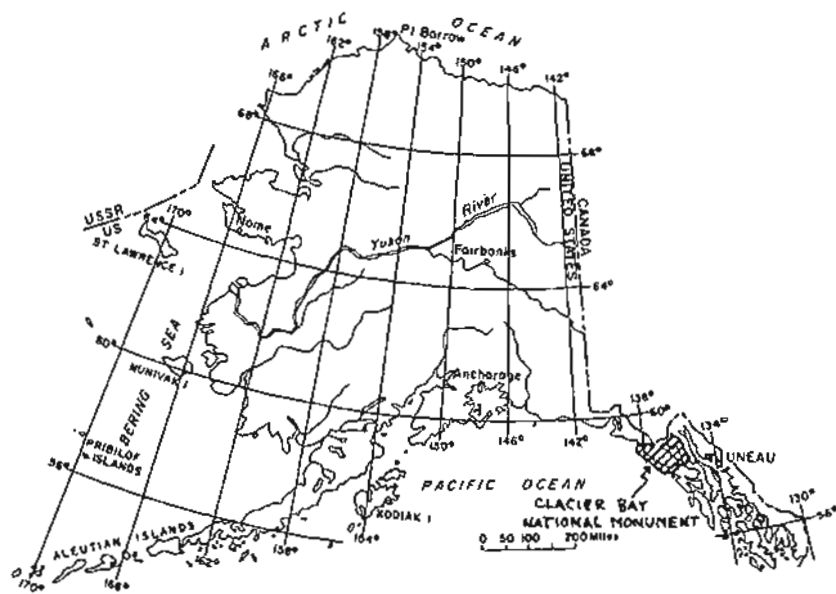 ARCTIC OCEAN
Pt Barrow
166°
162°
158°
154°
150°
146°
142°
68°
68°
USSR
US
170°
64°
ST LAWRENCE I
Nome
Yukon River
Fairbanks
CANADA
UNITED STATES
64°
BERING SEA
60°
NUNIVAK I
Anchorage
138°
60°
134°
150°
146°
142°
PRIBILOF
ISLANDS
56°
UNEAU
PACIFIC OCEAN
GLACIER BAY
NATIONAL MONUMENT
130°
56°
KODIAK I
0 50 100 200 Miles
ALEUTIAN ISLANDS
170°
166°
162°
158°
154°